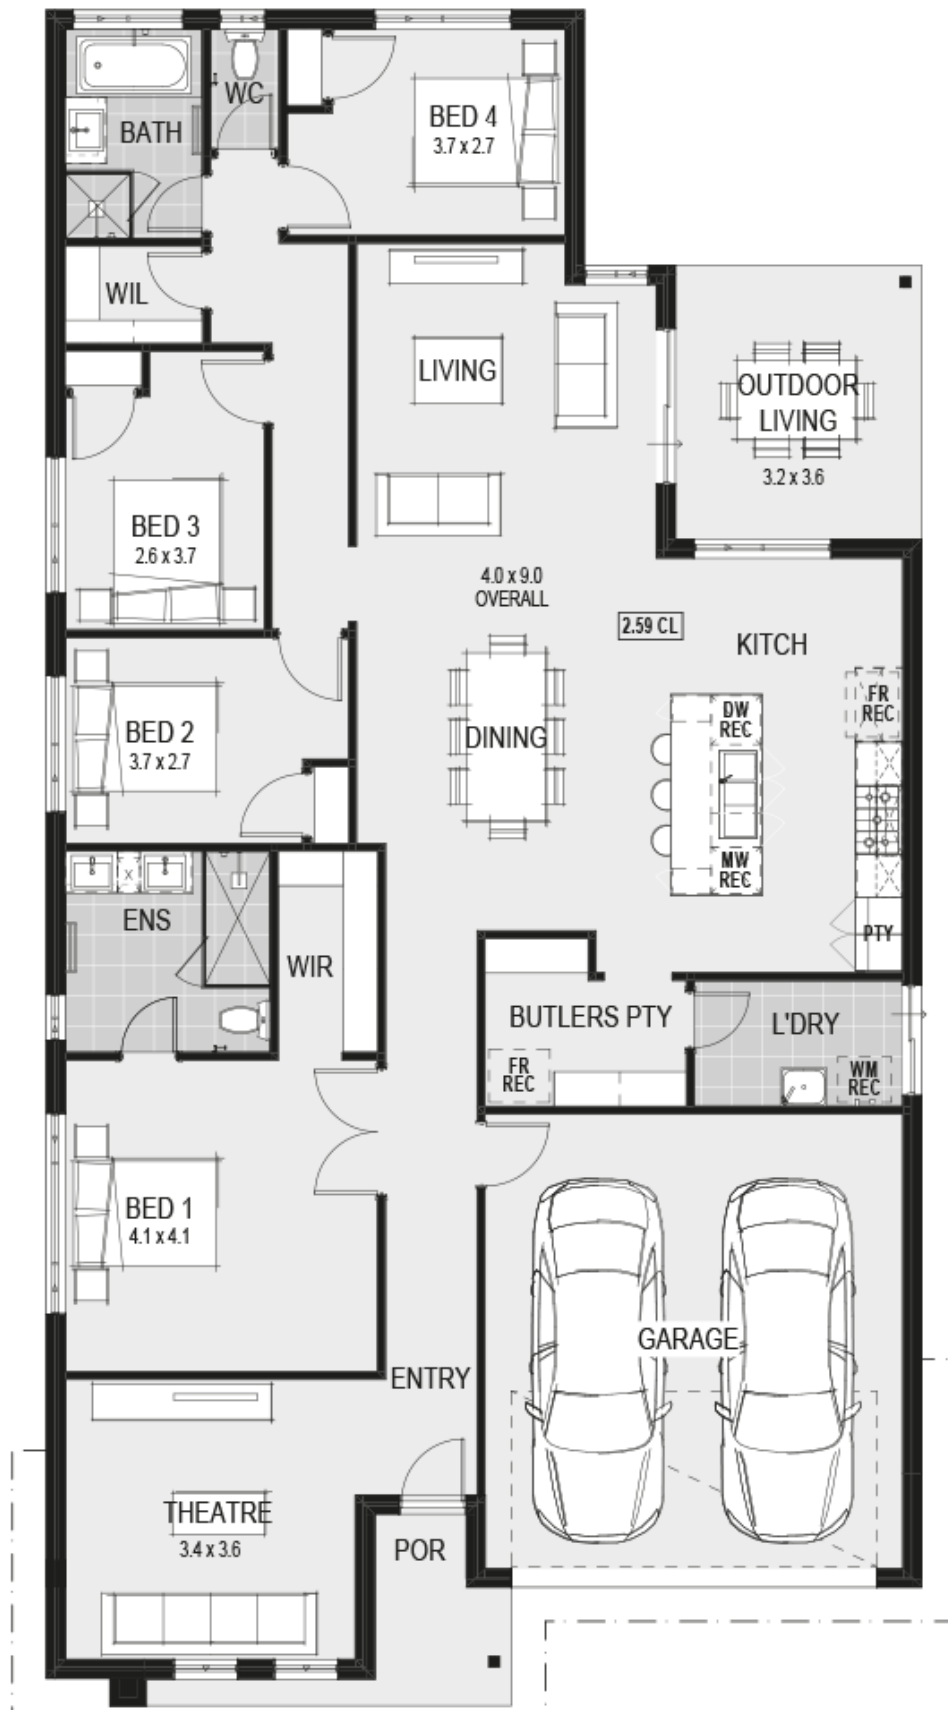 WC
BATH
BED 4
3.7 x 2.7
WIL
LIVING
OUTDOOR
LIVING
3.2 x 3.6
BED 3
2.6 x 3.7
4.0 x 9.0
OVERALL
2.59 CL
KITCH
FR
REC
DW
REC
BED 2
3.7 x 2.7
DINING
MW
REC
ENS
PTY
WIR
BUTLERS PTY
L'DRY
FR
REC
WM
REC
BED 1
4.1 x 4.1
GARAGE
ENTRY
THEATRE
3.4 x 3.6
POR